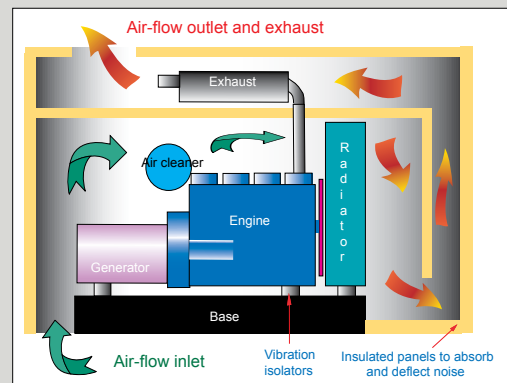 Air-flow outlet and exhaust
Exhaust
Air cleaner
Radiator
Engine
Generator
Base
Air-flow inlet
Vibration
isolators
Insulated panels to absorb
and deflect noise